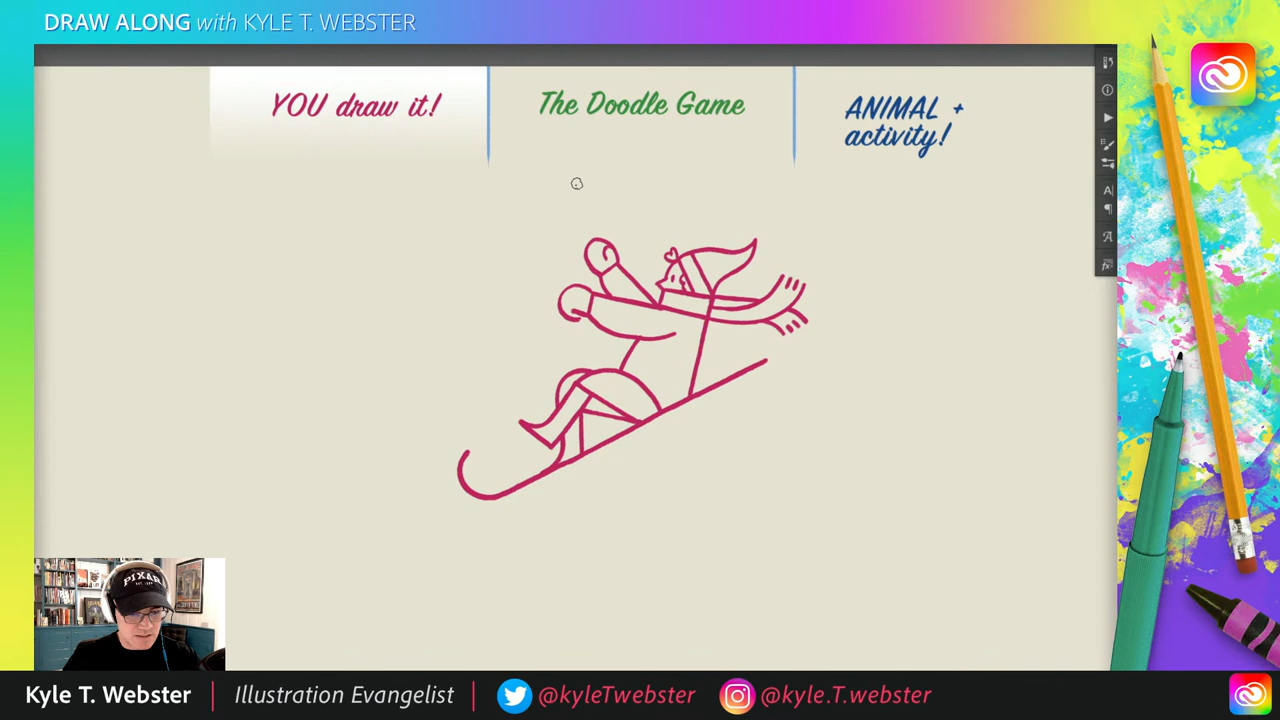 DRAW ALONG with KYLE T. WEBSTER
YOU draw it!
The Doodle Game
ANIMAL +
activity!
PIXAR
Kyle T. Webster | Illustration Evangelist @kyleTwebster @kyle.T.webster